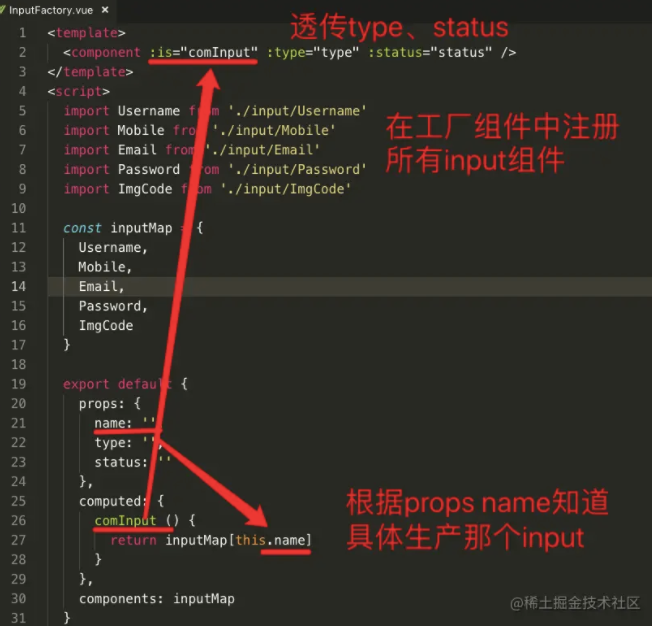 InputFactory.vue ×
透传type、status
1 <template>
2 <component :is="comInput" :type="type" :status="status" />
3 </template>
4 <script>
5 import Username from './input/Username'
6 import Mobile from './input/Mobile'
7 import Email from './input/Email'
8 import Password from './input/Password'
9 import ImgCode from './input/ImgCode'
在工厂组件中注册
所有input组件
10
11 const inputMap = {
12 Username,
13 Mobile,
14 Email,
15 Password,
16 ImgCode
17 }
18
19 export default {
20 props: {
21 name: '',
22 type: '',
23 status: ''
24 },
25 computed: {
26 comInput () {
27 return inputMap[this.name]
28 }
29 },
30 components: inputMap
31 }
根据props name知道
具体生产那个input
@稀土掘金技术社区